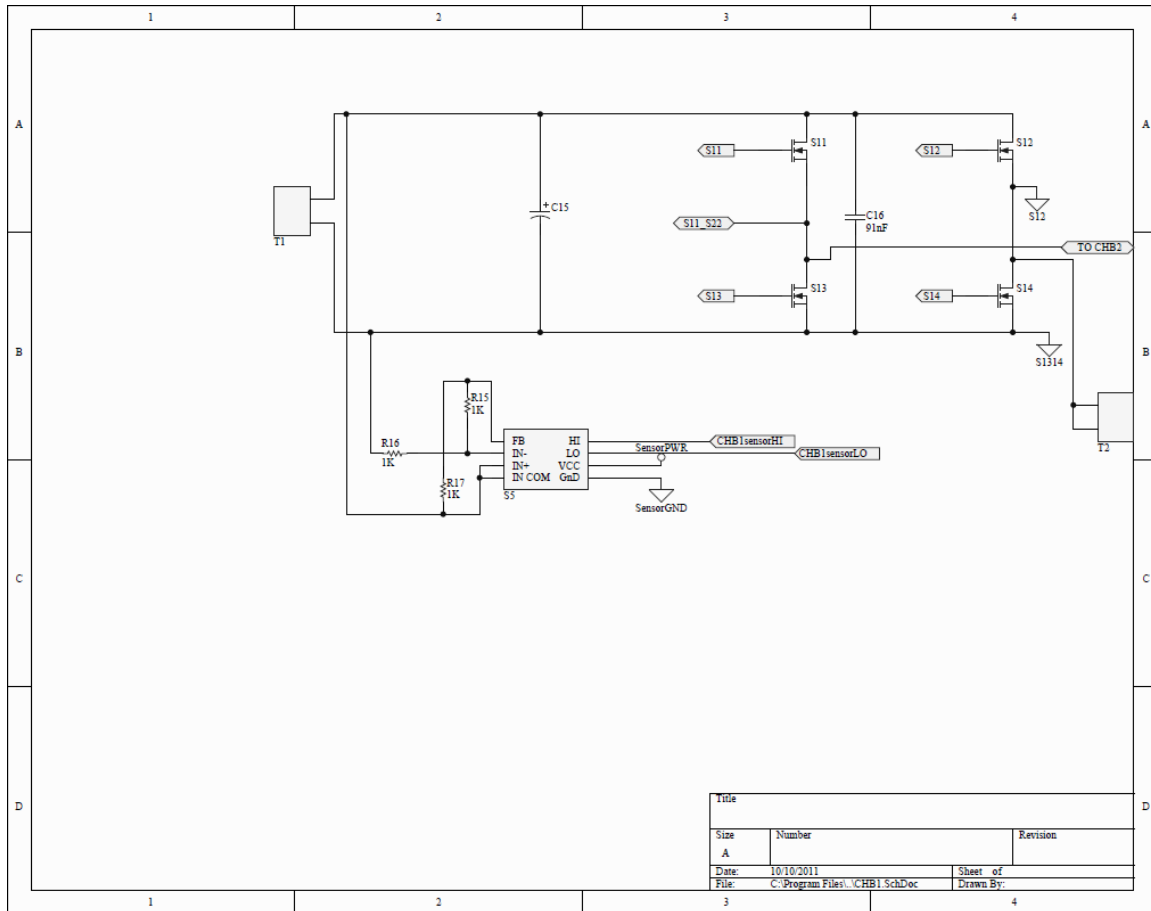 1 2 3 4
A A
S11 S11 S12 S12
+ C15
S11_S22
C16
91nF
S12
T1
TO CHB2
S13 S13 S14 S14
B B
S1314
R15
1K
R16
1K
FB HI CHB1sensorHI
IN- LO CHB1sensorLO
IN+ VCC SensorPWR
IN COM GnD
S5
R17
1K
SensorGND
T2
C C
D D
Title
Size Number Revision
A
Date: 10/10/2011 Sheet of
File: C:\Program Files\..\CHB1.SchDoc Drawn By:
1 2 3 4